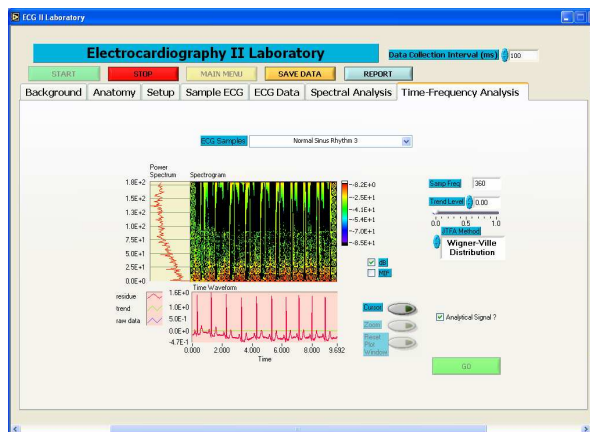 ECG II Laboratory
Electrocardiography II Laboratory
Data Collection Interval (ms) 100
START STOP MAIN MENU SAVE DATA REPORT
Background Anatomy Setup Sample ECG ECG Data Spectral Analysis Time-Frequency Analysis
ECG Samples Normal Sinus Rhythm 3
Power
Spectrum Spectrogram
1.8E+2
1.5E+2
1.2E+2
1.0E+2
7.5E+1
5.0E+1
2.5E+1
0.0E+0
-8.2E+0
-2.5E+1
-4.1E+1
-5.4E+1
-7.0E+1
-8.5E+1
Samp Freq 360
Trend Level 0.00
0.0 0.5 1.0
JTFA Method
Wigner-Ville
Distribution
dB
Time Waveform
residue
trend
raw data
1.6E+0
1.0E+0
5.0E-1
0.0E+0
-4.7E-1
0.000 2.000 4.000 6.000 8.000 9.692
Time
Cursor
Zoom
Reset
Plot
Window
Analytical Signal ?
GO